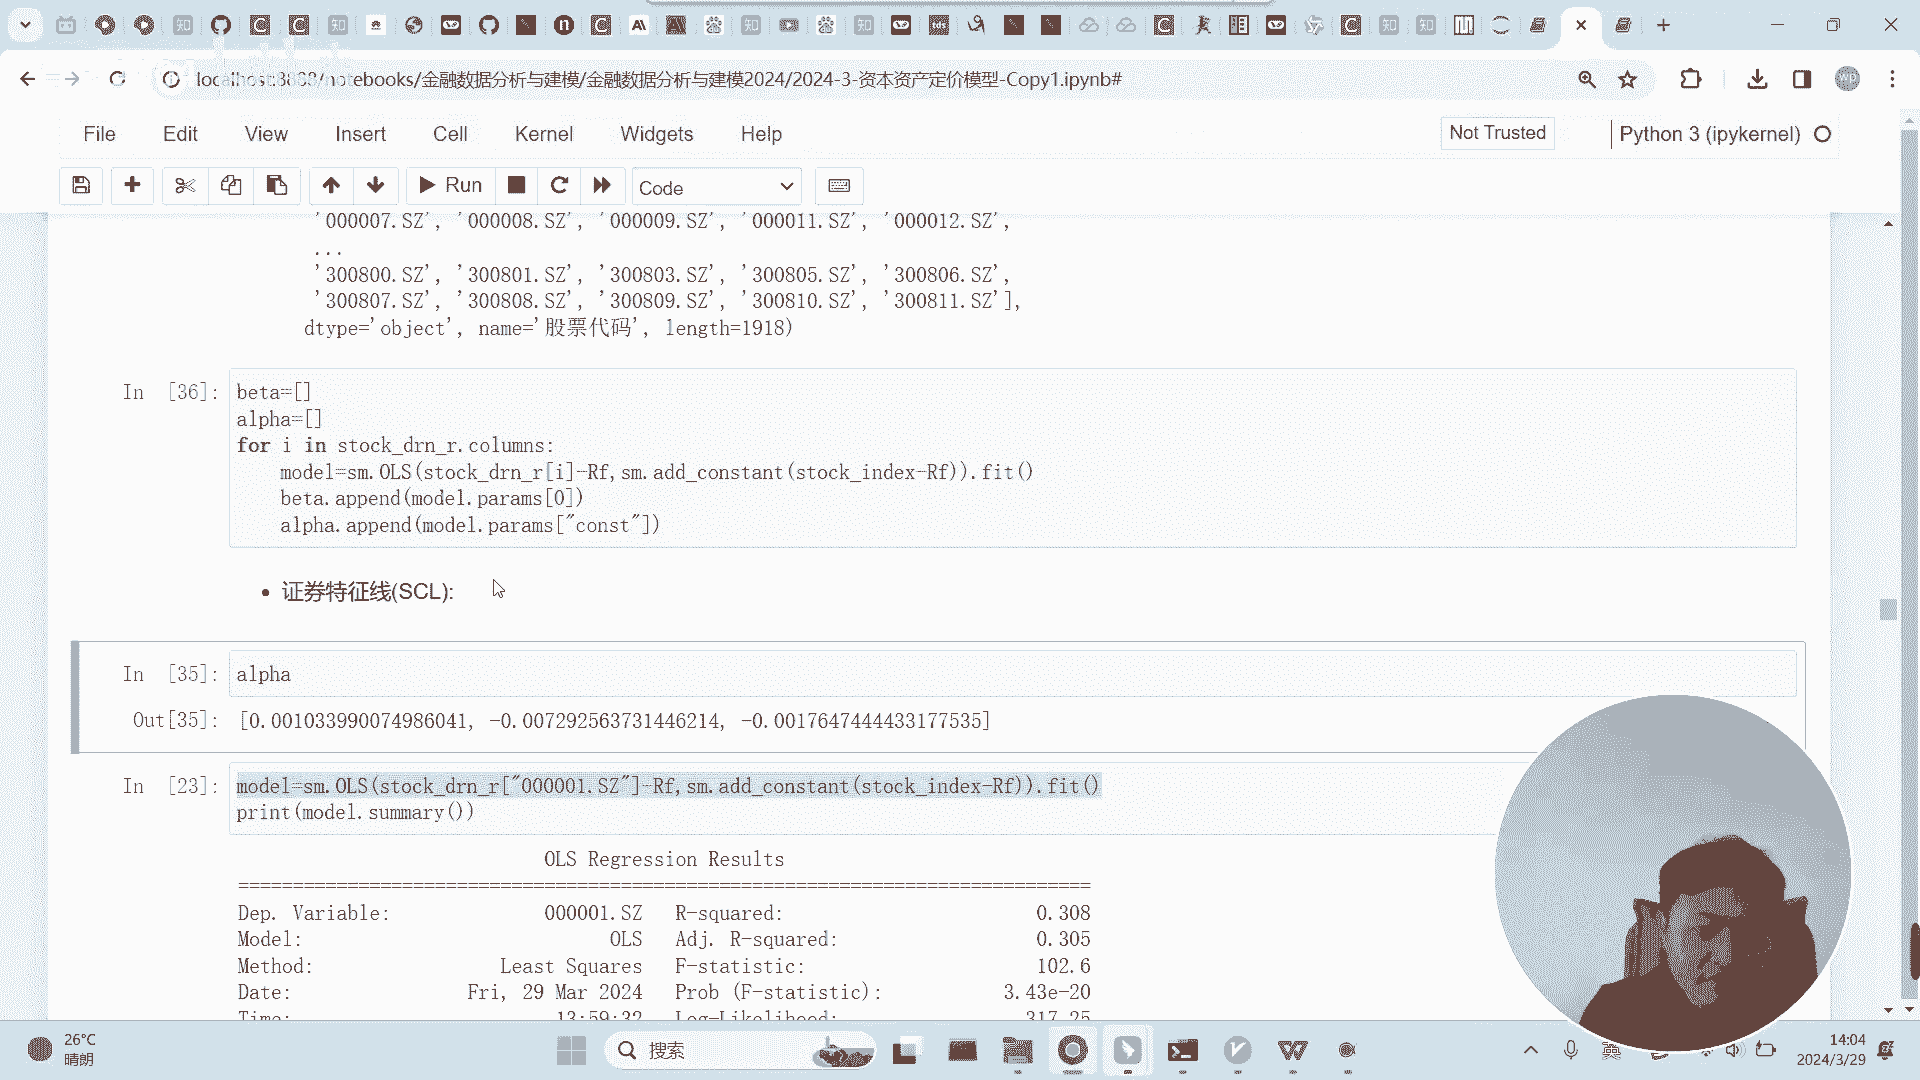 localhost:8888/notebooks/金融数据分析与建模/金融数据分析与建模2024/2024-3-资本资产定价模型-Copy1.ipynb#
File Edit View Insert Cell Kernel Widgets Help Not Trusted Python 3 (ipykernel)
Run Code
'000007.SZ', '000008.SZ', '000009.SZ', '000011.SZ', '000012.SZ',
...
'300800.SZ', '300801.SZ', '300803.SZ', '300805.SZ', '300806.SZ',
'300807.SZ', '300808.SZ', '300809.SZ', '300810.SZ', '300811.SZ'],
dtype='object', name='股票代码', length=1918)
In [36]: beta=[]
alpha=[]
for i in stock_drn_r.columns:
model=sm.OLS(stock_drn_r[i]-Rf,sm.add_constant(stock_index-Rf)).fit()
beta.append(model.params[0])
alpha.append(model.params["const"])
• 证券特征线(SCL):
In [35]: alpha
Out[35]: [0.001033990074986041, -0.007292563731446214, -0.0017647444433177535]
In [23]: model=sm.OLS(stock_drn_r["000001.SZ"]-Rf,sm.add_constant(stock_index-Rf)).fit()
print(model.summary())
OLS Regression Results
==============================================================================
Dep. Variable: 000001.SZ R-squared: 0.308
Model: OLS Adj. R-squared: 0.305
Method: Least Squares F-statistic: 102.6
Date: Fri, 29 Mar 2024 Prob (F-statistic): 3.43e-20
Time: 13:59:32 Log-Likelihood: 317.25
26°C
晴朗
搜索
英
14:04
2024/3/29